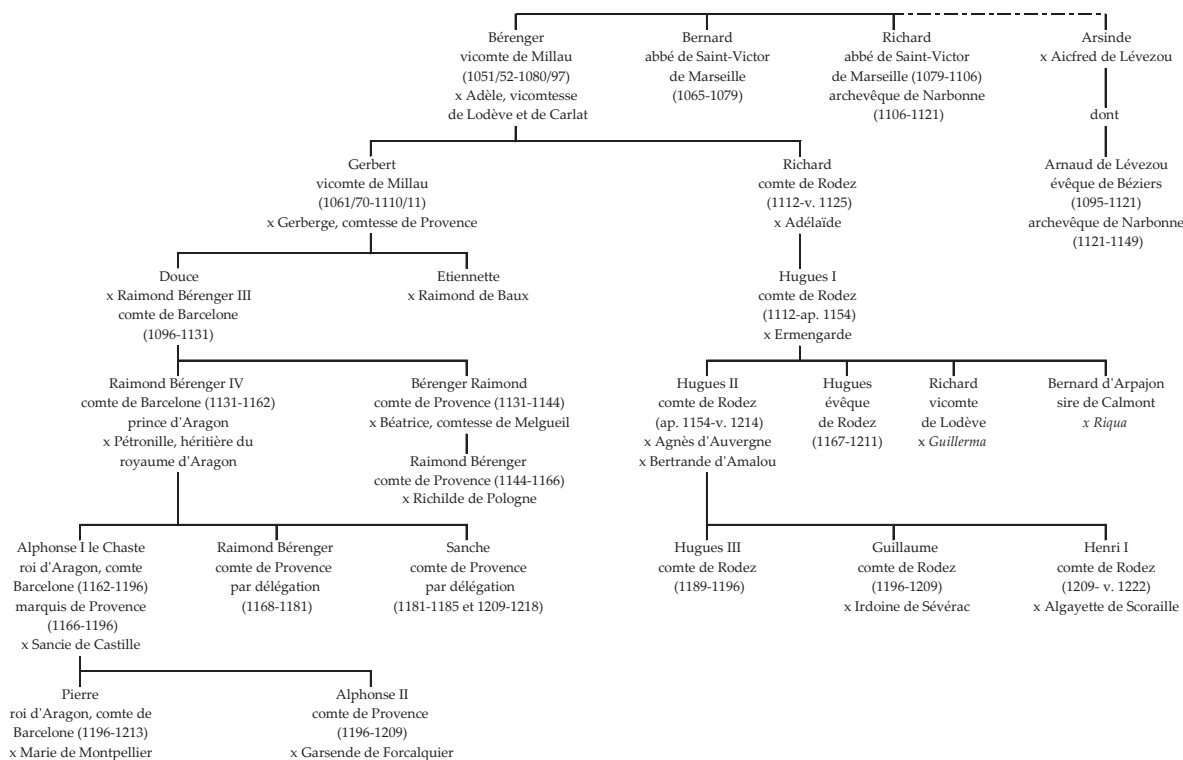 Bérenger
vicomte de Millau
(1051/52-1080/97)
x Adèle, vicomtesse
de Lodève et de Carlat
Bernard
abbé de Saint-Victor
de Marseille
(1065-1079)
Richard
abbé de Saint-Victor
de Marseille (1079-1106)
archevêque de Narbonne
(1106-1121)
Arsinde
x Aicfred de Lévezou
dont
Gerbert
vicomte de Millau
(1061/70-1110/11)
x Gerberge, comtesse de Provence
Richard
comte de Rodez
(1112-v. 1125)
x Adélaïde
Arnaud de Lévezou
évêque de Béziers
(1095-1121)
archevêque de Narbonne
(1121-1149)
Douce
x Raimond Bérenger III
comte de Barcelone
(1096-1131)
Etiennette
x Raimond de Baux
Hugues I
comte de Rodez
(1112-ap. 1154)
x Ermengarde
Raimond Bérenger IV
comte de Barcelone (1131-1162)
prince d'Aragon
x Pétronille, héritière du
royaume d'Aragon
Bérenger Raimond
comte de Provence (1131-1144)
x Béatrice, comtesse de Melgueil
Raimond Bérenger
comte de Provence (1144-1166)
x Richilde de Pologne
Hugues II
comte de Rodez
(ap. 1154-v. 1214)
x Agnès d'Auvergne
x Bertrande d'Amalou
Hugues
évêque
de Rodez
(1167-1211)
Richard
vicomte
de Lodève
x Guillerma
Bernard d'Arpajon
sire de Calmont
x Riqua
Alphonse I le Chaste
roi d'Aragon, comte
Barcelone (1162-1196)
marquis de Provence
(1166-1196)
x Sancie de Castille
Raimond Bérenger
comte de Provence
par délégation
(1168-1181)
Sanche
comte de Provence
par délégation
(1181-1185 et 1209-1218)
Hugues III
comte de Rodez
(1189-1196)
Guillaume
comte de Rodez
(1196-1209)
x Irdoine de Sévérac
Henri I
comte de Rodez
(1209- v. 1222)
x Algayette de Scoraille
Pierre
roi d'Aragon, comte de
Barcelone (1196-1213)
x Marie de Montpellier
Alphonse II
comte de Provence
(1196-1209)
x Garsende de Forcalquier